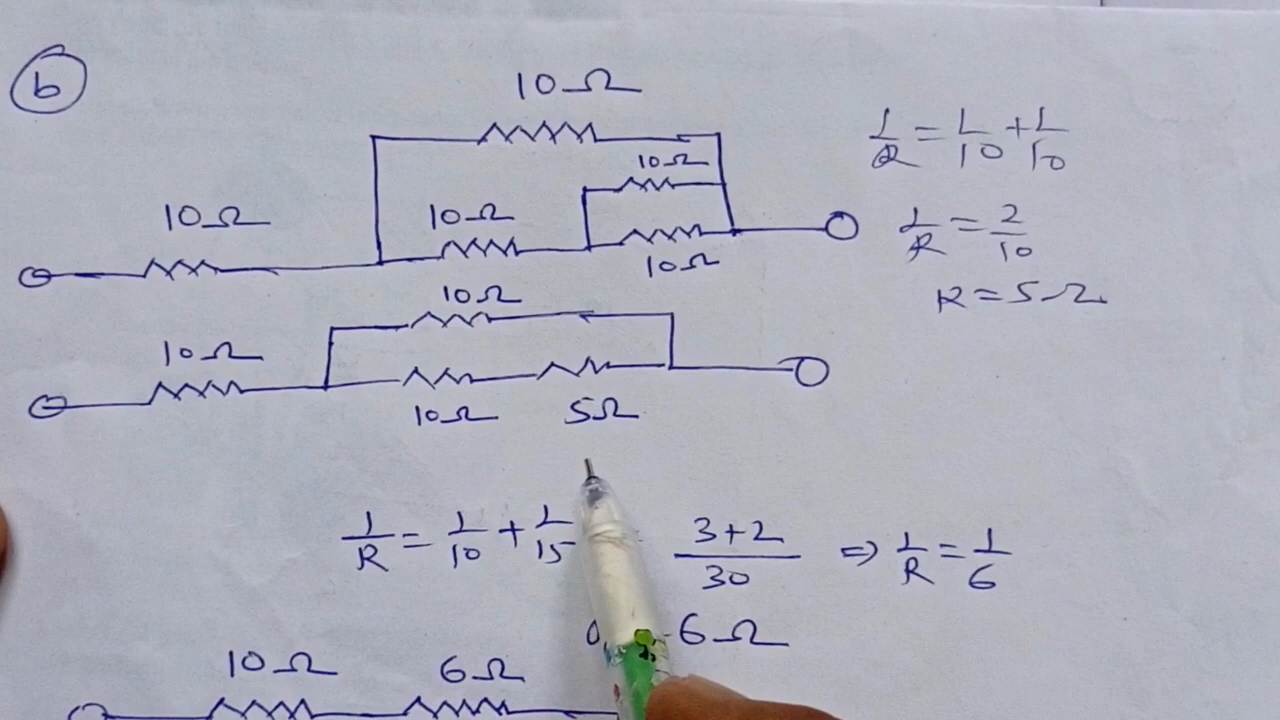 b
10Ω
10Ω
10Ω
10Ω
10Ω
1/R = 1/10 + 1/10
1/R = 2/10
R = 5Ω
10Ω
10Ω
10Ω
5Ω
1/R = 1/10 + 1/15
3+2/30 ⇒ 1/R = 1/6
6Ω
10Ω
6Ω